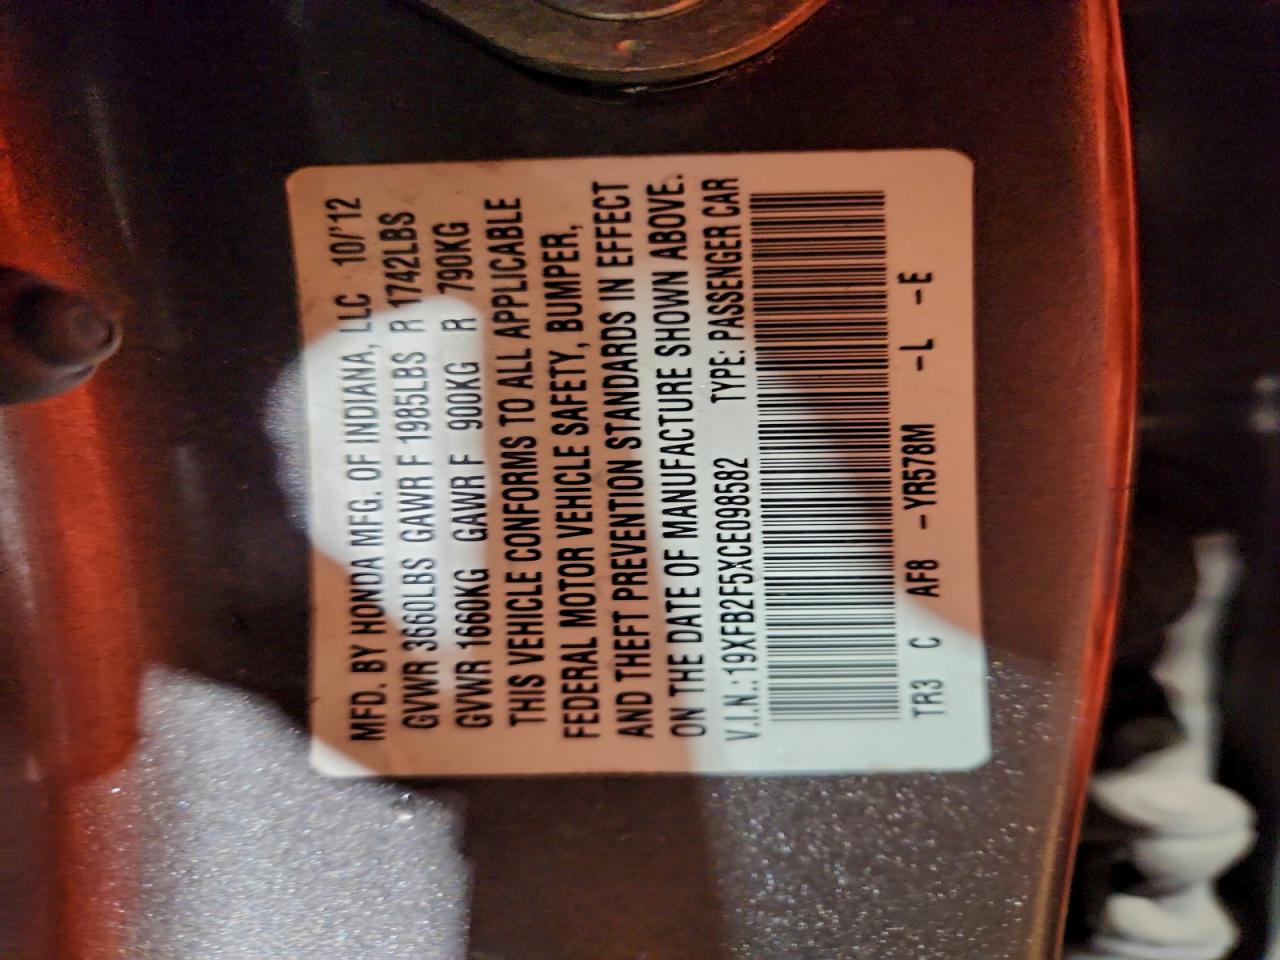 MFD. BY HONDA MFG. OF INDIANA, LLC 10/'12
GVWR 3660LBS GAWR F 1985LBS R 1742LBS
GVWR 1660KG GAWR F 900KG R 790KG
THIS VEHICLE CONFORMS TO ALL APPLICABLE
FEDERAL MOTOR VEHICLE SAFETY, BUMPER,
AND THEFT PREVENTION STANDARDS IN EFFECT
ON THE DATE OF MANUFACTURE SHOWN ABOVE.
V.I.N.:19XFB2F5XCE098582 TYPE: PASSENGER CAR
TR3 C AF8 -YR578M -L -E